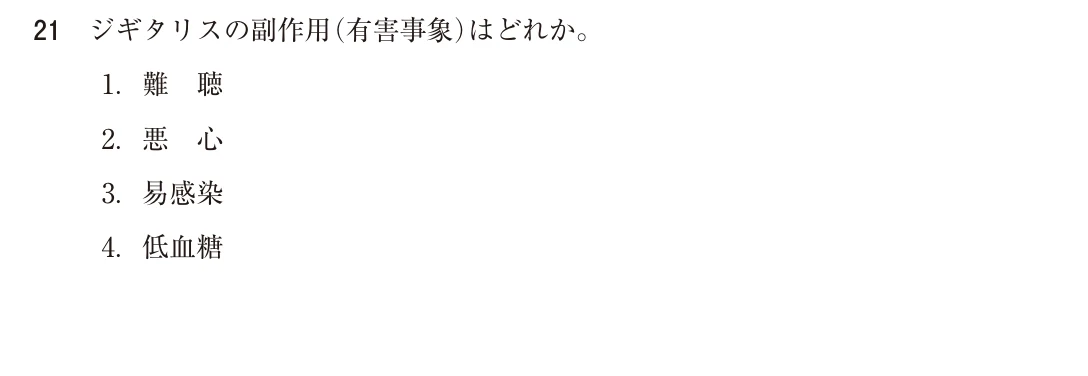 21　ジギタリスの副作用(有害事象)はどれか。
1. 難　聴
2. 悪　心
3. 易感染
4. 低血糖